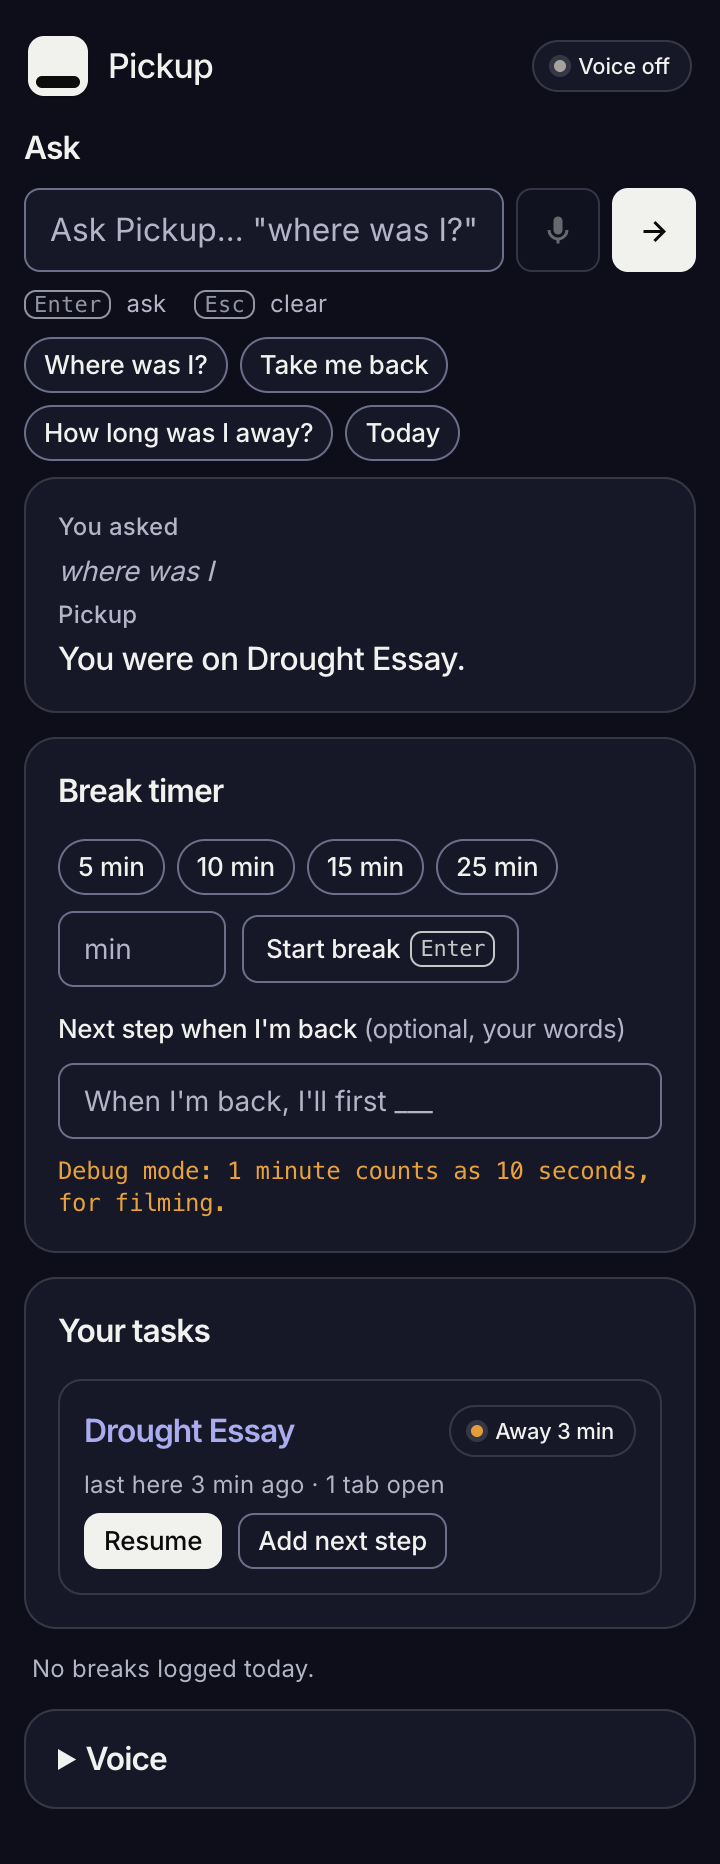 Pickup
Voice off
Ask
Ask Pickup... "where was I?"
→
Enter ask Esc clear
Where was I? Take me back
How long was I away? Today
You asked
where was I
Pickup
You were on Drought Essay.
Break timer
5 min 10 min 15 min 25 min
min Start break Enter
Next step when I'm back (optional, your words)
When I'm back, I'll first ___
Debug mode: 1 minute counts as 10 seconds,
for filming.
Your tasks
Drought Essay Away 3 min
last here 3 min ago · 1 tab open
Resume Add next step
No breaks logged today.
Voice